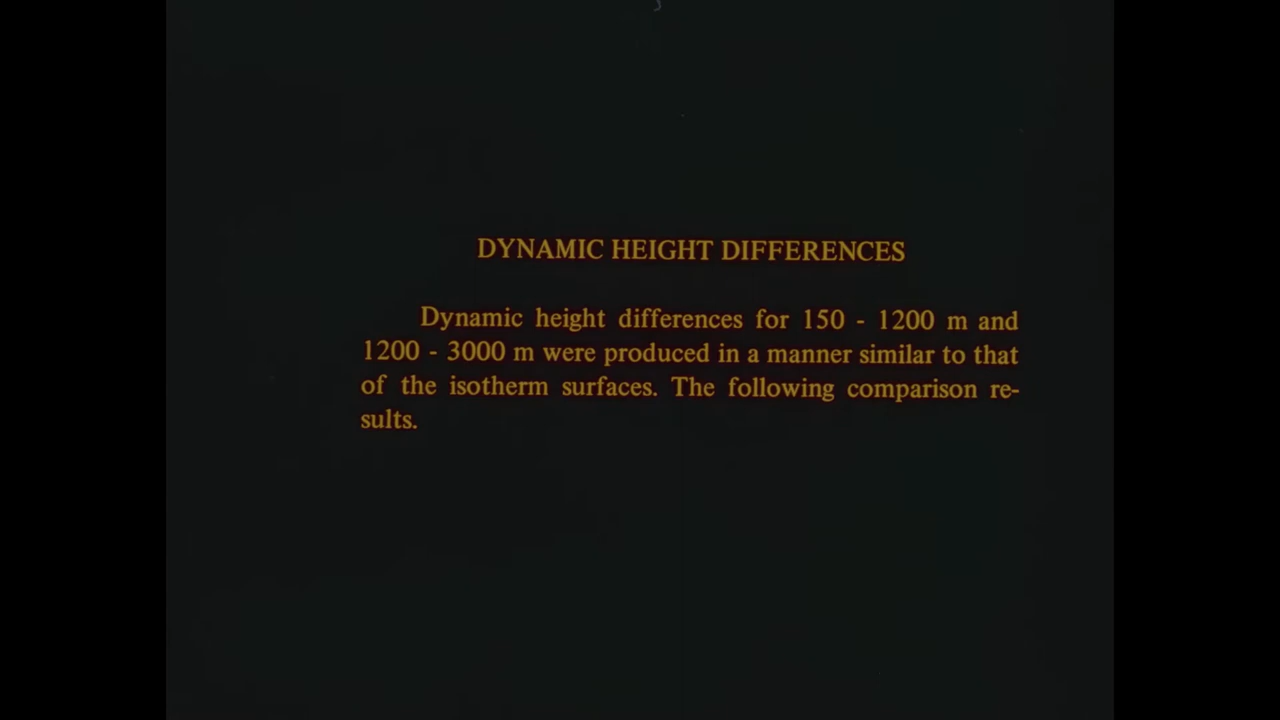 DYNAMIC HEIGHT DIFFERENCES
Dynamic height differences for 150 - 1200 m and
1200 - 3000 m were produced in a manner similar to that
of the isotherm surfaces. The following comparison re-
sults.